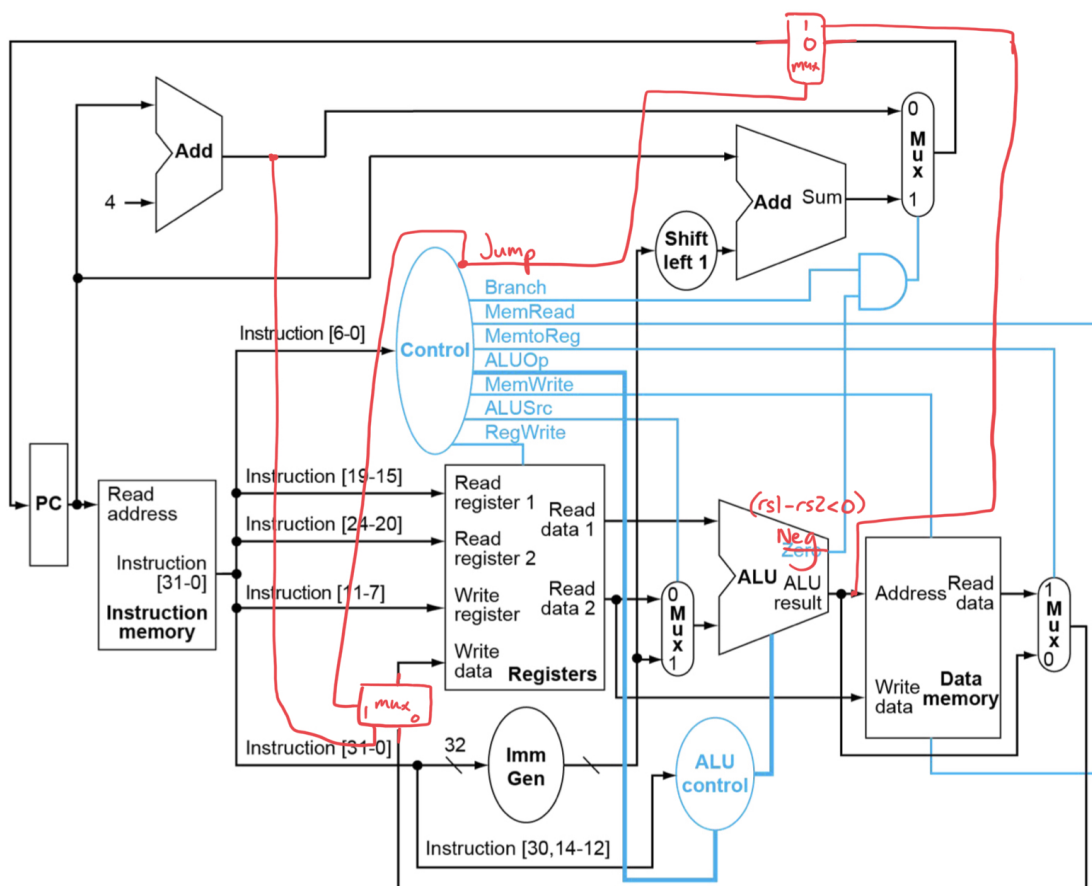 1
0
mux
0
Mux
1
Add
4
Add Sum
Shift
left 1
Jump
Branch
MemRead
MemtoReg
ALUOp
MemWrite
ALUSrc
RegWrite
Instruction [6-0]
Control
PC
Read
address
Instruction
[31-0]
Instruction
memory
Instruction [19-15]
Instruction [24-20]
Instruction [11-7]
Read
register 1
Read
data 1
Read
register 2
Write
register
Read
data 2
Write
data
Registers
0
Mux
1
(rs1-rs2<0)
Neg
Zero
ALU
ALU
result
Address
Read
data
Write
data
Data
memory
1
Mux
0
1 mux 0
Instruction [31-0]
32
Imm
Gen
ALU
control
Instruction [30,14-12]